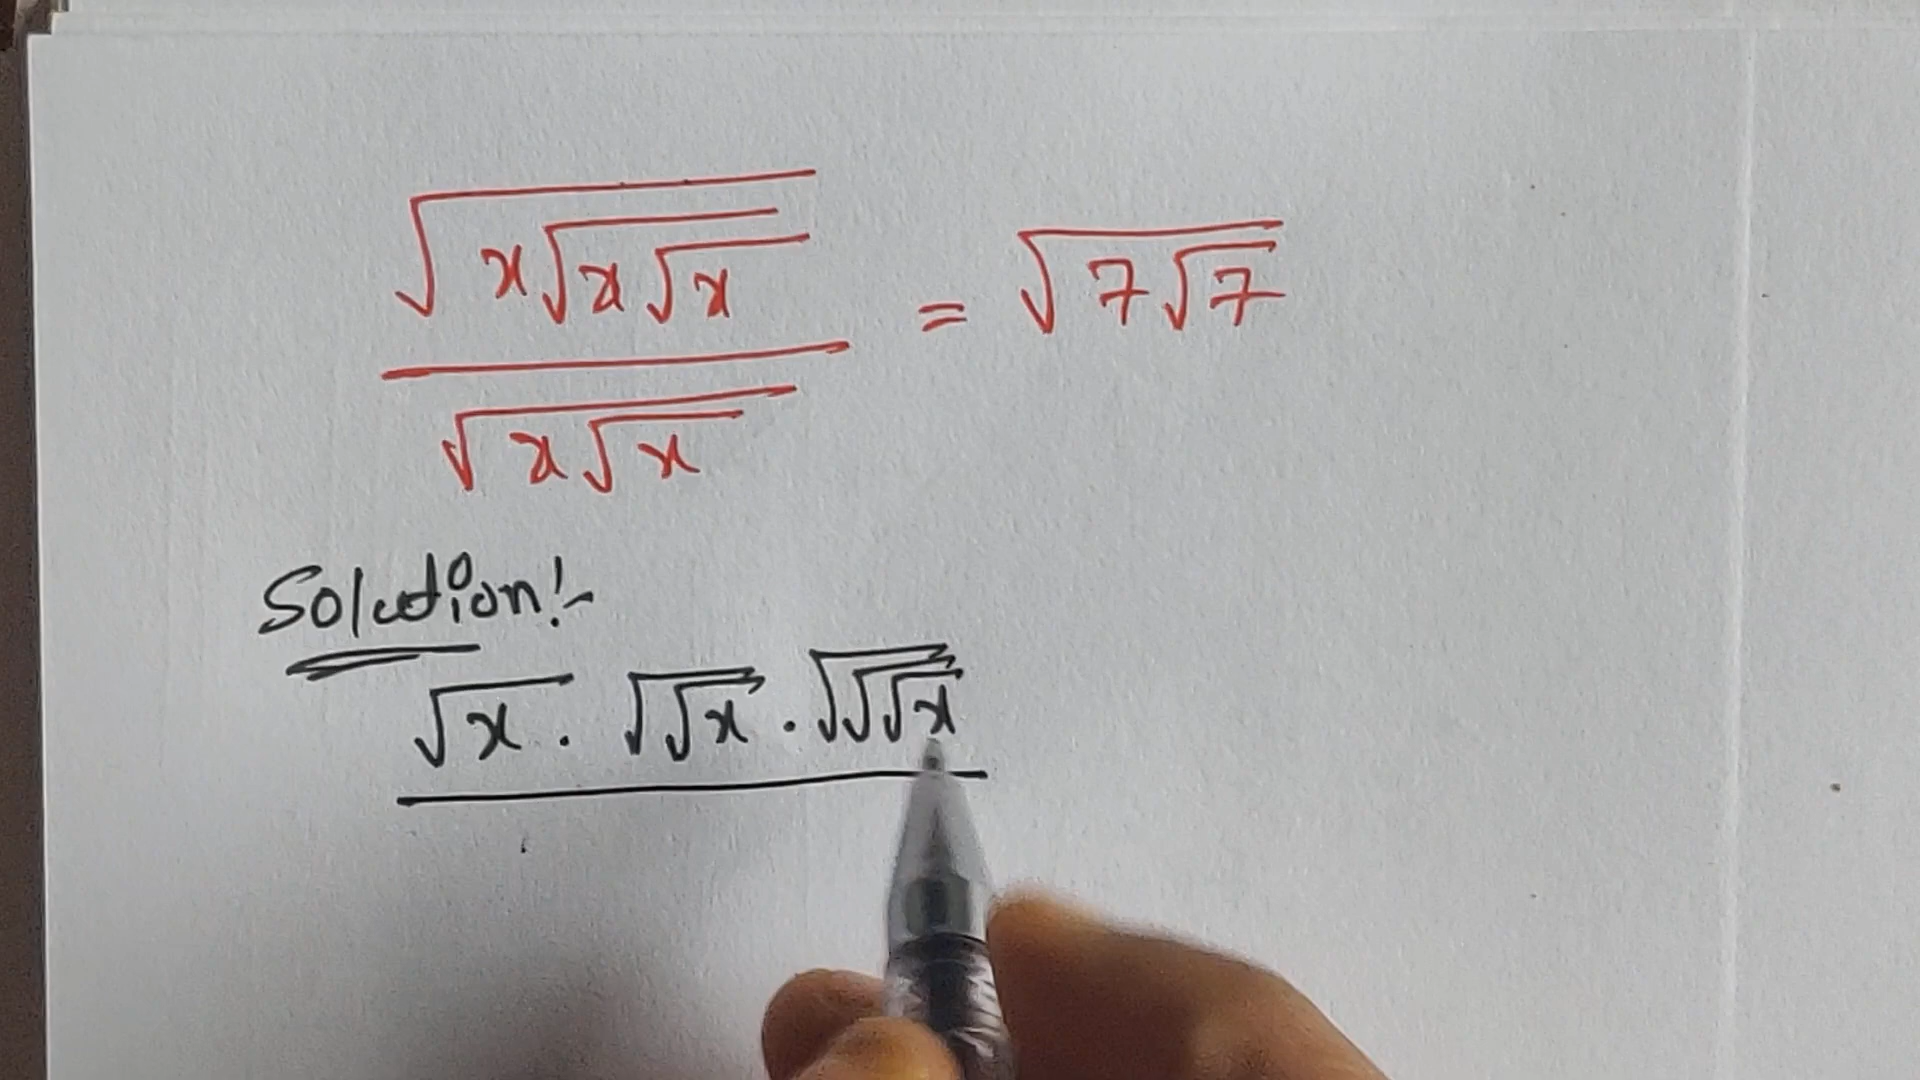 √(x√(x√x)) / √(x√x) = √(7√7)
Solution:-
√x . √√x . √√√x